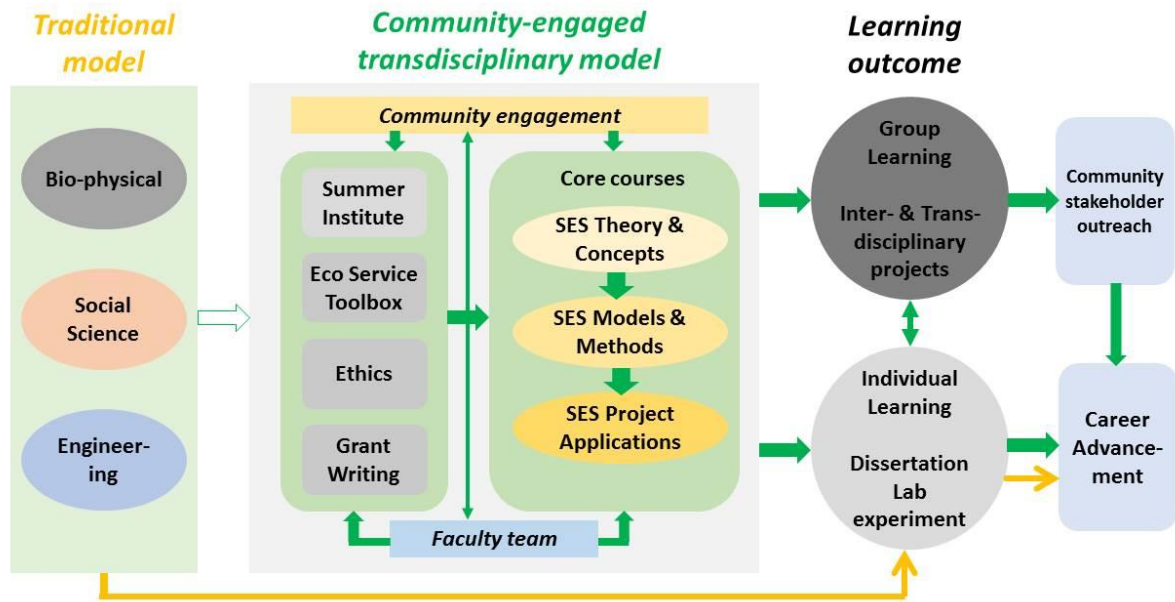 Traditional
model
Community-engaged
transdisciplinary model
Learning
outcome
Bio-physical
Social
Science
Engineer-
ing
Community engagement
Summer
Institute
Eco Service
Toolbox
Ethics
Grant
Writing
Core courses
SES Theory &
Concepts
SES Models &
Methods
SES Project
Applications
Faculty team
Group
Learning
Inter- & Trans-
disciplinary
projects
Individual
Learning
Dissertation
Lab
experiment
Community
stakeholder
outreach
Career
Advance-
ment